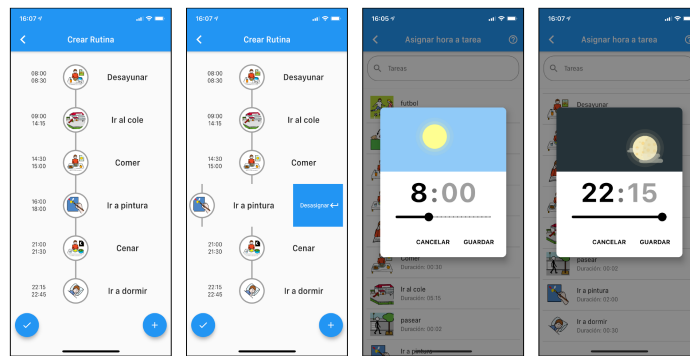 16:07
Crear Rutina
08:00
08:30
Desayunar
09:00
14:15
Ir al cole
14:30
15:00
Comer
16:00
18:00
Ir a pintura
21:00
21:30
Cenar
22:15
22:45
Ir a dormir
16:07
Crear Rutina
08:00
08:30
Desayunar
09:00
14:15
Ir al cole
14:30
15:00
Comer
Ir a pintura
Desasignar
21:00
21:30
Cenar
22:15
22:45
Ir a dormir
16:05
Asignar hora a tarea
Tareas
futbol
8:00
CANCELAR GUARDAR
Comer
Duración: 00:30
Ir al cole
Duración: 05:15
pasear
Duración: 00:02
Ir a pintura
16:07
Asignar hora a tarea
Tareas
Desayunar
22:15
CANCELAR GUARDAR
pasear
Duración: 00:02
Ir a pintura
Duración: 02:00
Ir a dormir
Duración: 00:30